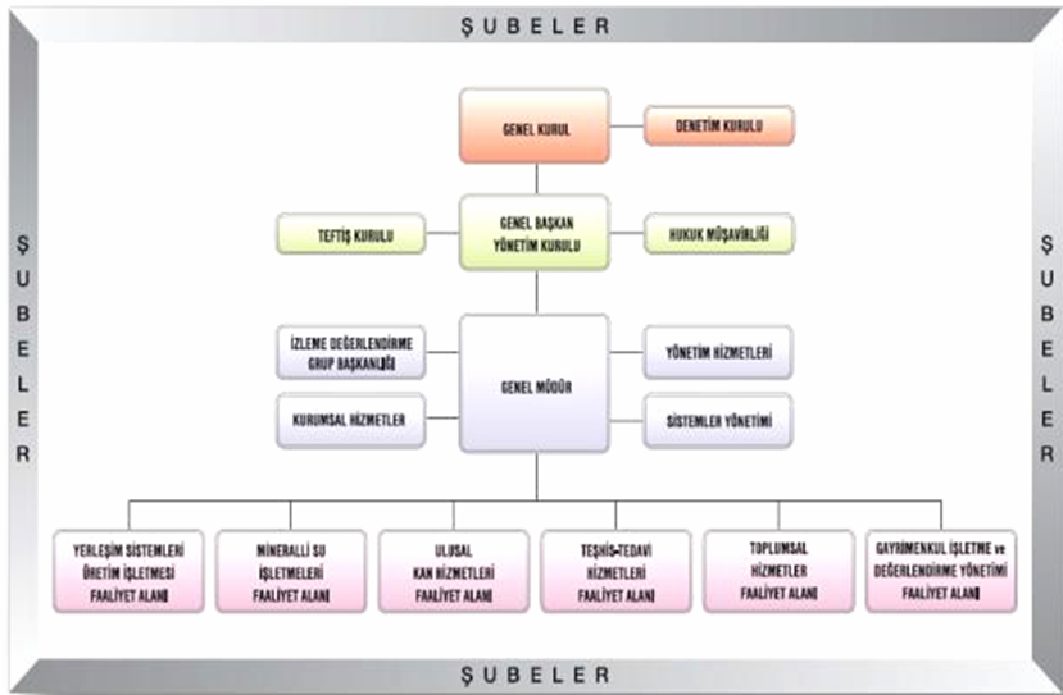 ŞUBELER
GENEL KURUL
DENETİM KURULU
ŞUBELER
TEFTİŞ KURULU
GENEL BAŞKAN
YÖNETİM KURULU
HUKUK MÜŞAVİRLİĞİ
ŞUBELER
İZLEME DEĞERLENDİRME
GRUP BAŞKANLIĞI
GENEL MÜDÜR
YÖNETİM HİZMETLERİ
KURUMSAL HİZMETLER
SİSTEMLER YÖNETİMİ
YERLEŞİM SİSTEMLERİ
ÜRETİM İŞLETMESİ
FAALİYET ALANI
MİNERALLİ SU
İŞLETMELERİ
FAALİYET ALANI
ULUSAL
KAN HİZMETLERİ
FAALİYET ALANI
TEŞHİS-TEDAVİ
HİZMETLERİ
FAALİYET ALANI
TOPLUMSAL
HİZMETLER
FAALİYET ALANI
GAYRİMENKUL İŞLETME ve
DEĞERLENDİRME YÖNETİMİ
FAALİYET ALANI
ŞUBELER